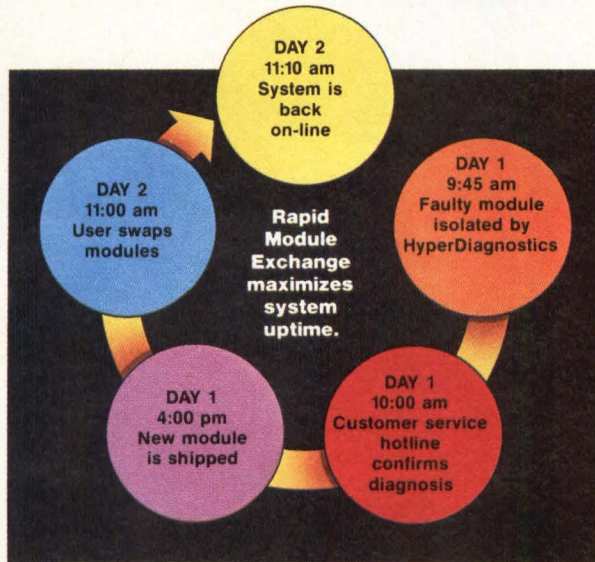 DAY 2
11:10 am
System is
back
on-line
DAY 1
9:45 am
Faulty module
isolated by
HyperDiagnostics
DAY 1
10:00 am
Customer service
hotline
confirms
diagnosis
DAY 1
4:00 pm
New module
is shipped
DAY 2
11:00 am
User swaps
modules
Rapid
Module
Exchange
maximizes
system
uptime.